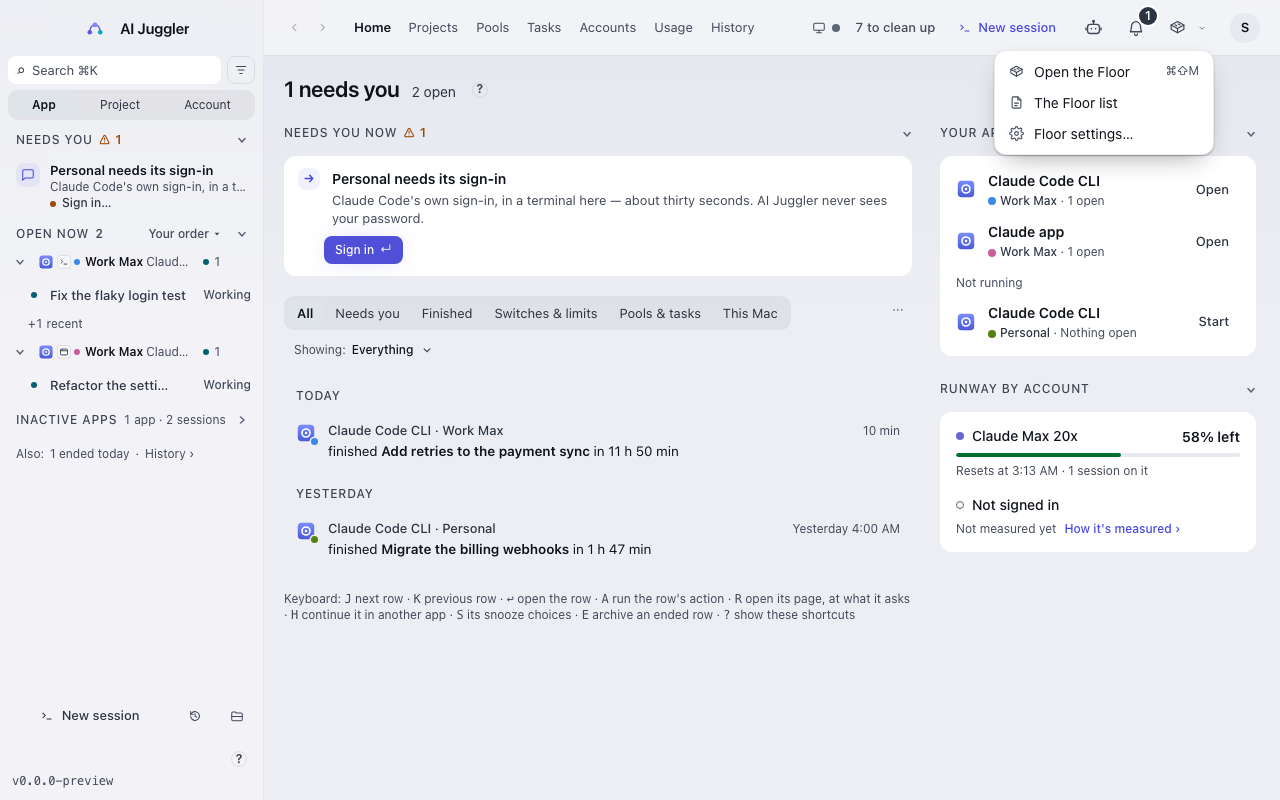 AI Juggler
Search ⌘K
App Project Account
NEEDS YOU 1
Personal needs its sign-in
Claude Code's own sign-in, in a t…
Sign in…
OPEN NOW 2 Your order
Work Max Claud… 1
Fix the flaky login test Working
+1 recent
Work Max Claud… 1
Refactor the setti… Working
INACTIVE APPS 1 app · 2 sessions
Also: 1 ended today · History ›
New session
?
v0.0.0-preview
Home Projects Pools Tasks Accounts Usage History
7 to clean up New session 1 S
Open the Floor ⌘⇧M
The Floor list
Floor settings…
1 needs you 2 open ?
NEEDS YOU NOW 1
Personal needs its sign-in
Claude Code's own sign-in, in a terminal here — about thirty seconds. AI Juggler never sees
your password.
Sign in ↵
All Needs you Finished Switches & limits Pools & tasks This Mac …
Showing: Everything
TODAY
Claude Code CLI · Work Max 10 min
finished Add retries to the payment sync in 11 h 50 min
YESTERDAY
Claude Code CLI · Personal Yesterday 4:00 AM
finished Migrate the billing webhooks in 1 h 47 min
Keyboard: J next row · K previous row · ↩ open the row · A run the row's action · R open its page, at what it asks
· H continue it in another app · S its snooze choices · E archive an ended row · ? show these shortcuts
YOUR AP
Claude Code CLI
Work Max · 1 open Open
Claude app
Work Max · 1 open Open
Not running
Claude Code CLI
Personal · Nothing open Start
RUNWAY BY ACCOUNT
Claude Max 20x 58% left
Resets at 3:13 AM · 1 session on it
Not signed in
Not measured yet How it's measured ›